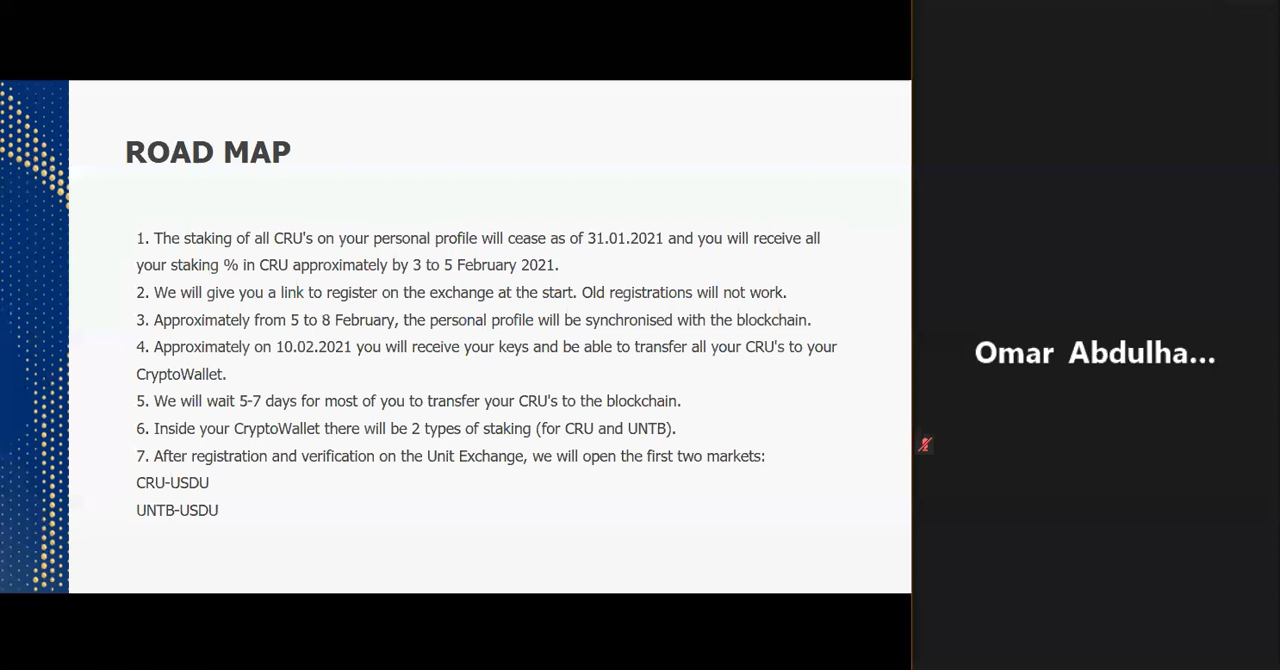 ROAD MAP
1. The staking of all CRU's on your personal profile will cease as of 31.01.2021 and you will receive all
your staking % in CRU approximately by 3 to 5 February 2021.
2. We will give you a link to register on the exchange at the start. Old registrations will not work.
3. Approximately from 5 to 8 February, the personal profile will be synchronised with the blockchain.
4. Approximately on 10.02.2021 you will receive your keys and be able to transfer all your CRU's to your
CryptoWallet.
5. We will wait 5-7 days for most of you to transfer your CRU's to the blockchain.
6. Inside your CryptoWallet there will be 2 types of staking (for CRU and UNTB).
7. After registration and verification on the Unit Exchange, we will open the first two markets:
CRU-USDU
UNTB-USDU
Omar Abdulha...